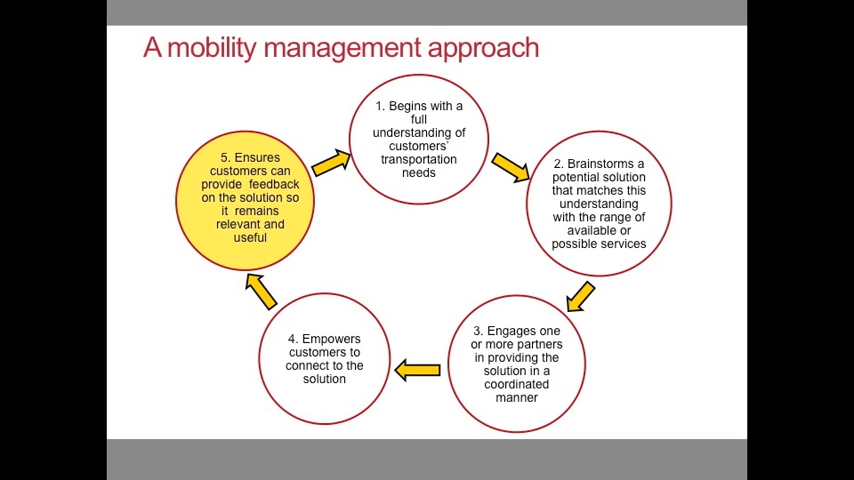 A mobility management approach
1. Begins with a
full
understanding of
customers'
transportation
needs
2. Brainstorms a
potential solution
that matches this
understanding
with the range of
available or
possible services
3. Engages one
or more partners
in providing the
solution in a
coordinated
manner
4. Empowers
customers to
connect to the
solution
5. Ensures
customers can
provide feedback
on the solution so
it remains
relevant and
useful